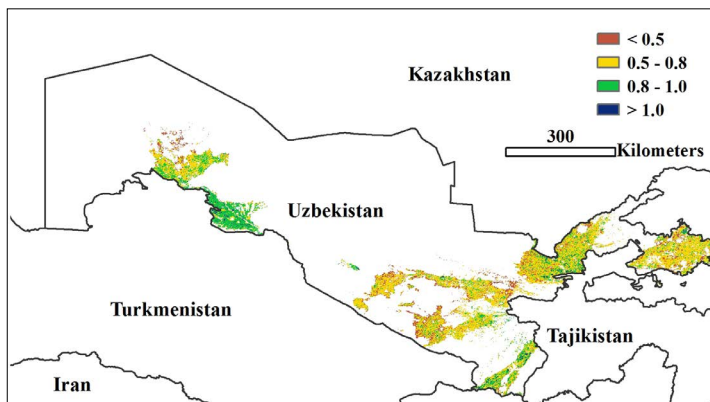 < 0.5
Kazakhstan
0.5 - 0.8
0.8 - 1.0
> 1.0
300
Kilometers
Uzbekistan
Turkmenistan
Tajikistan
Iran